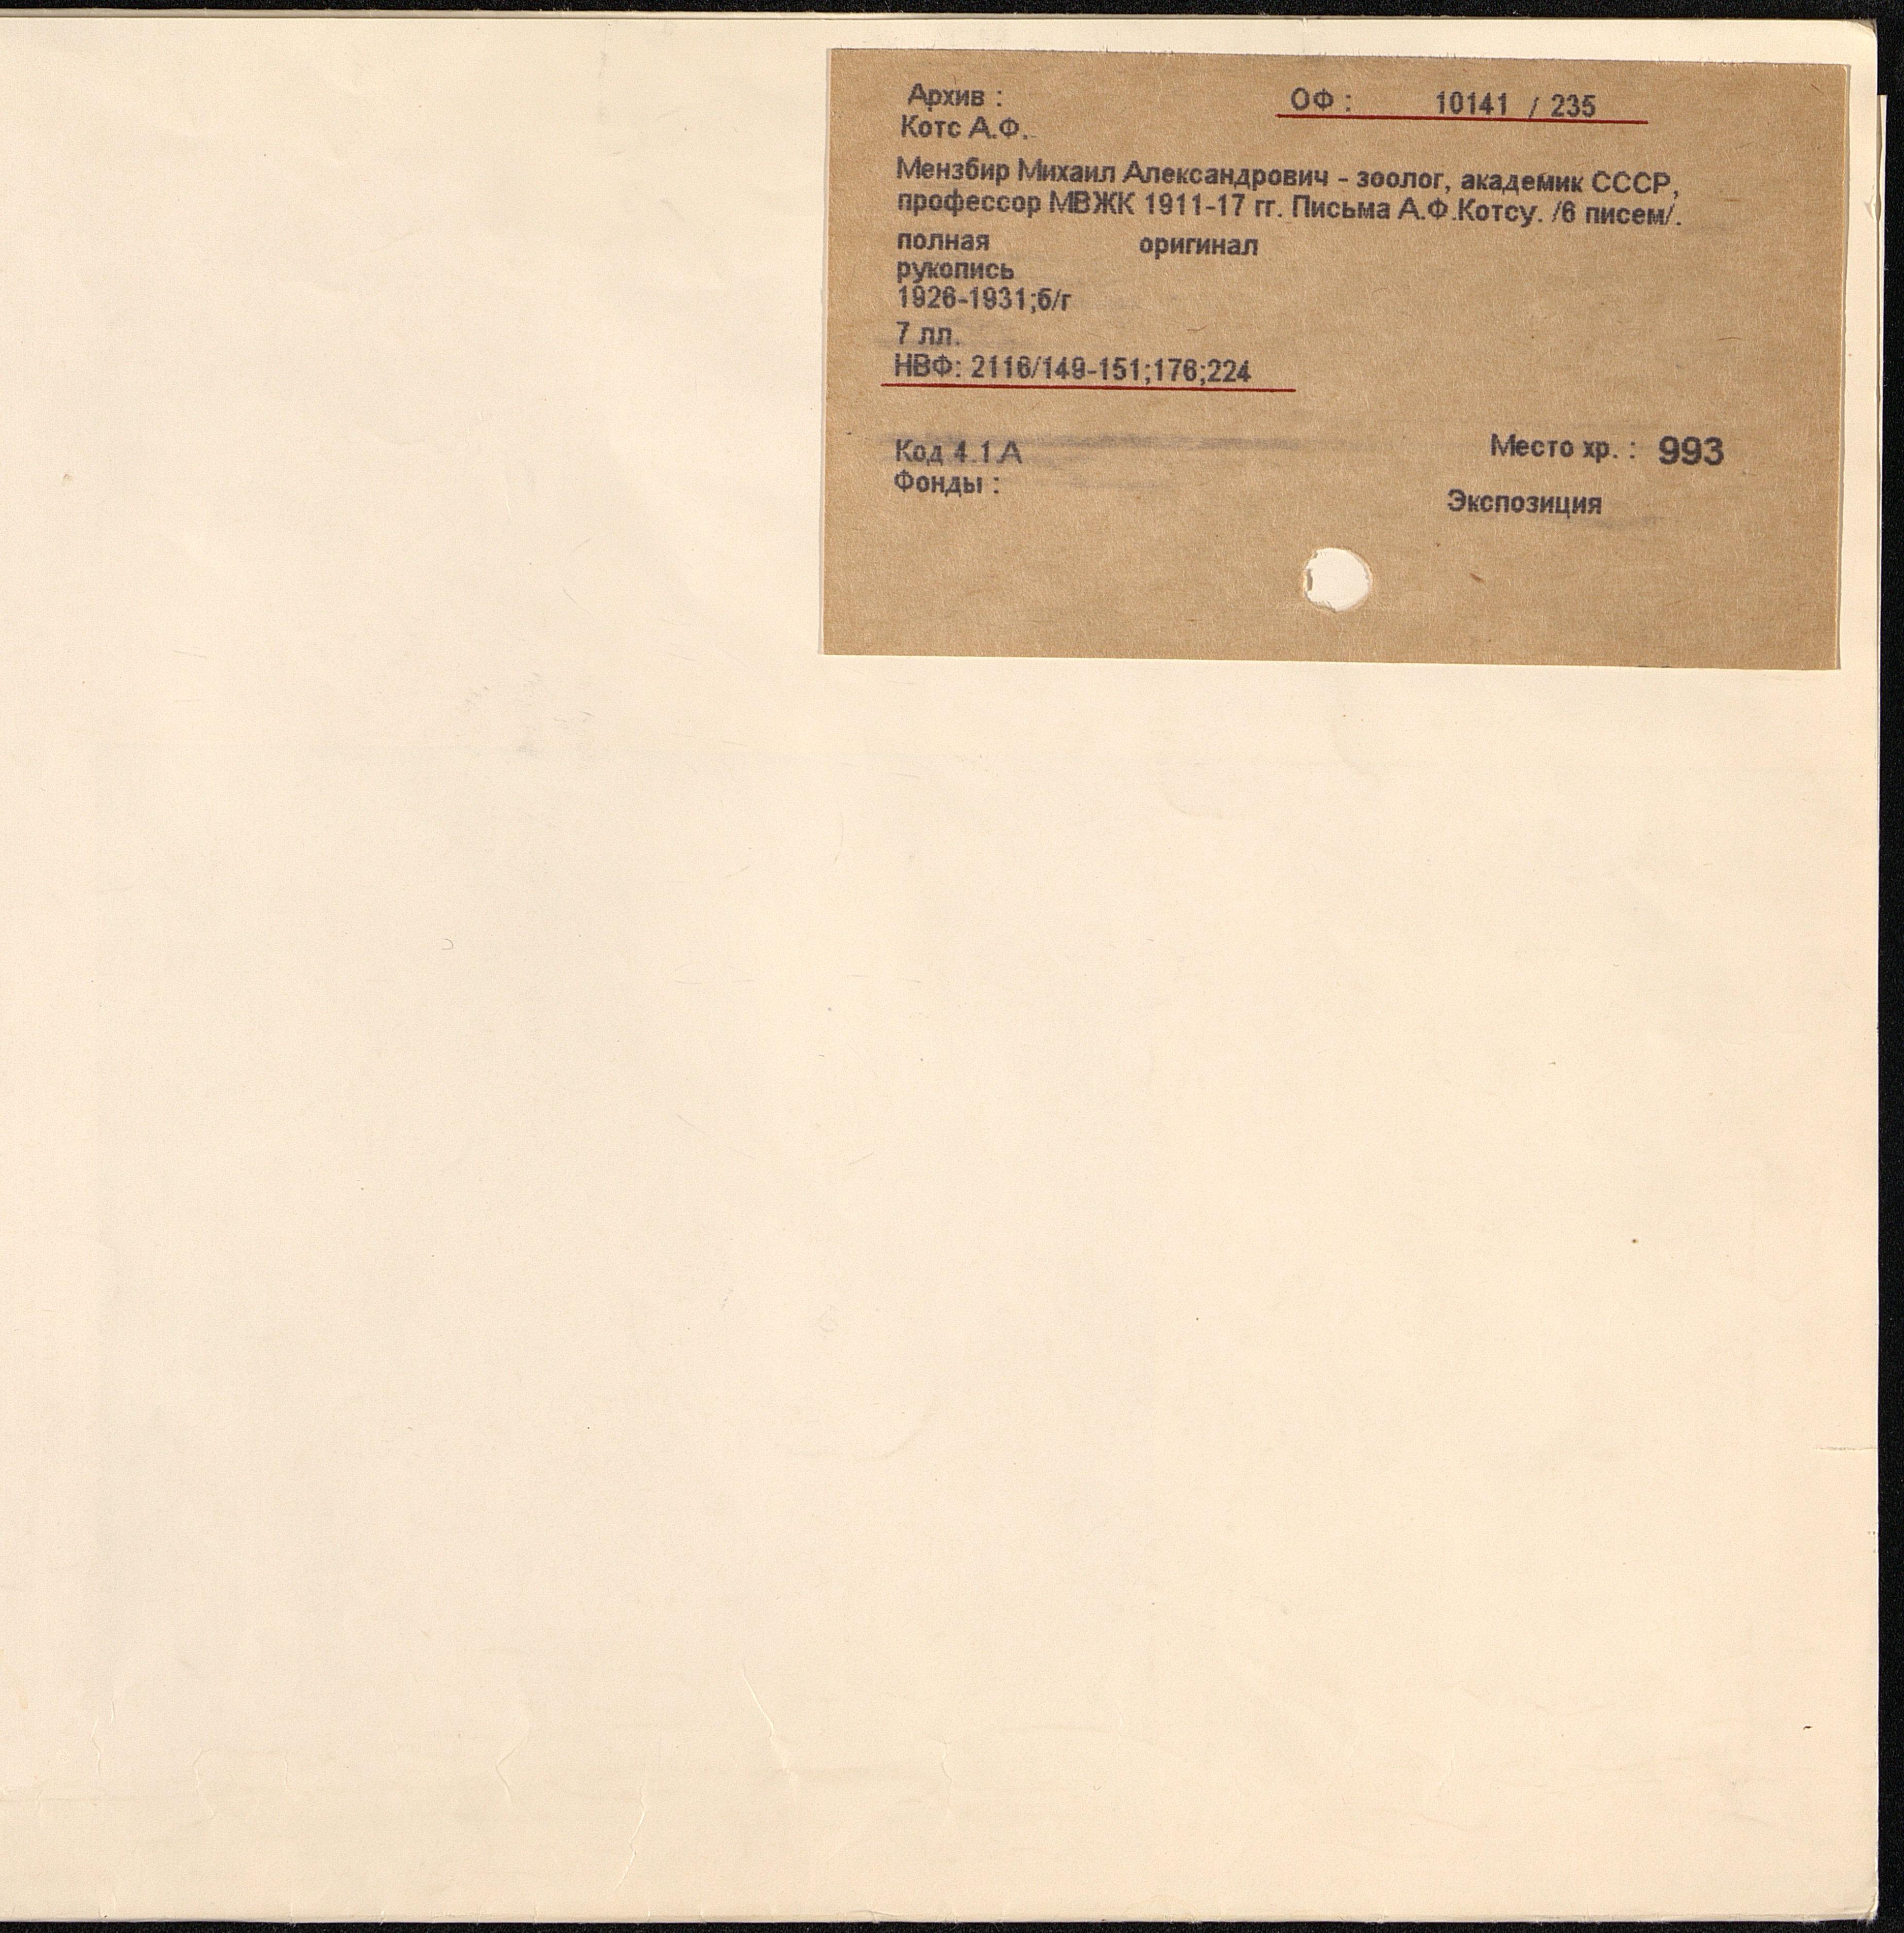 Архив : ОФ : 10141 / 235
Котс А.Ф.
Мензбир Михаил Александрович - зоолог, академик СССР,
профессор МВЖК 1911-17 гг. Письма А.Ф.Котсу. /6 писем/.
полная оригинал
рукопись
1926-1931;б/г
7 лл.
НВФ: 2116/149-151;176;224
Код 4.1.А Место хр. : 993
Фонды :
Экспозиция